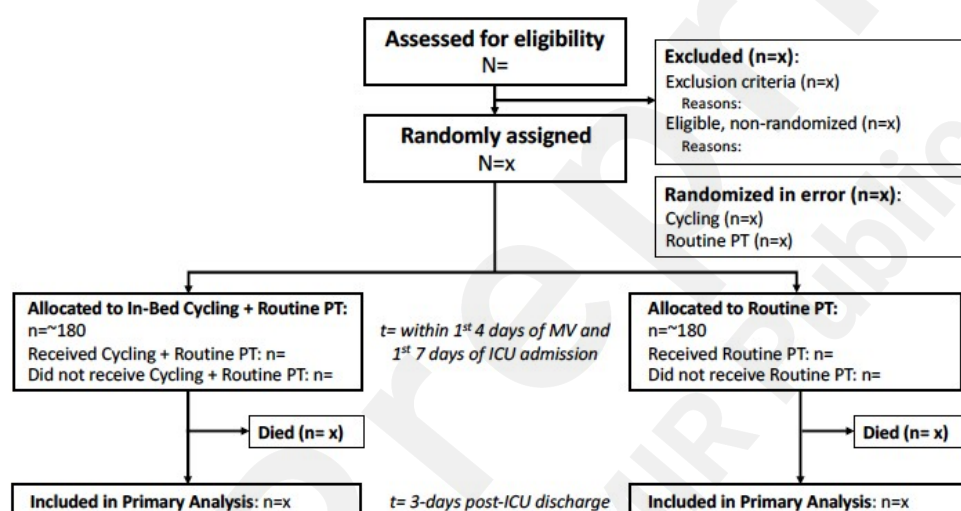 Assessed for eligibility
N=
Excluded (n=x):
Exclusion criteria (n=x)
Reasons:
Eligible, non-randomized (n=x)
Reasons:
Randomly assigned
N=x
Randomized in error (n=x):
Cycling (n=x)
Routine PT (n=x)
Allocated to In-Bed Cycling + Routine PT:
n=~180
Received Cycling + Routine PT: n=
Did not receive Cycling + Routine PT: n=
t= within 1st 4 days of MV and
1st 7 days of ICU admission
Allocated to Routine PT:
n=~180
Received Routine PT: n=
Did not receive Routine PT: n=
Died (n= x)
Died (n= x)
Included in Primary Analysis: n=x
t= 3-days post-ICU discharge
Included in Primary Analysis: n=x
Preprint